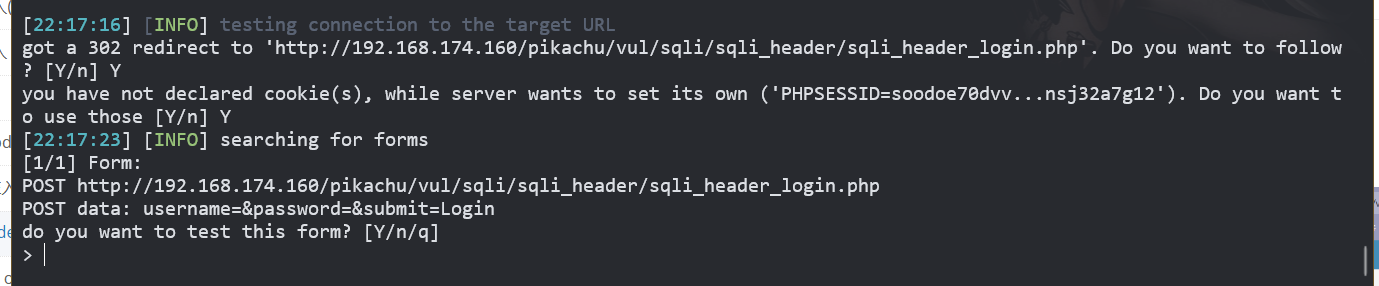 [22:17:16] [INFO] testing connection to the target URL
got a 302 redirect to 'http://192.168.174.160/pikachu/vul/sqli/sqli_header/sqli_header_login.php'. Do you want to follow
? [Y/n] Y
you have not declared cookie(s), while server wants to set its own ('PHPSESSID=soodoe70dvv...nsj32a7g12'). Do you want t
o use those [Y/n] Y
[22:17:23] [INFO] searching for forms
[1/1] Form:
POST http://192.168.174.160/pikachu/vul/sqli/sqli_header/sqli_header_login.php
POST data: username=&password=&submit=Login
do you want to test this form? [Y/n/q]
>